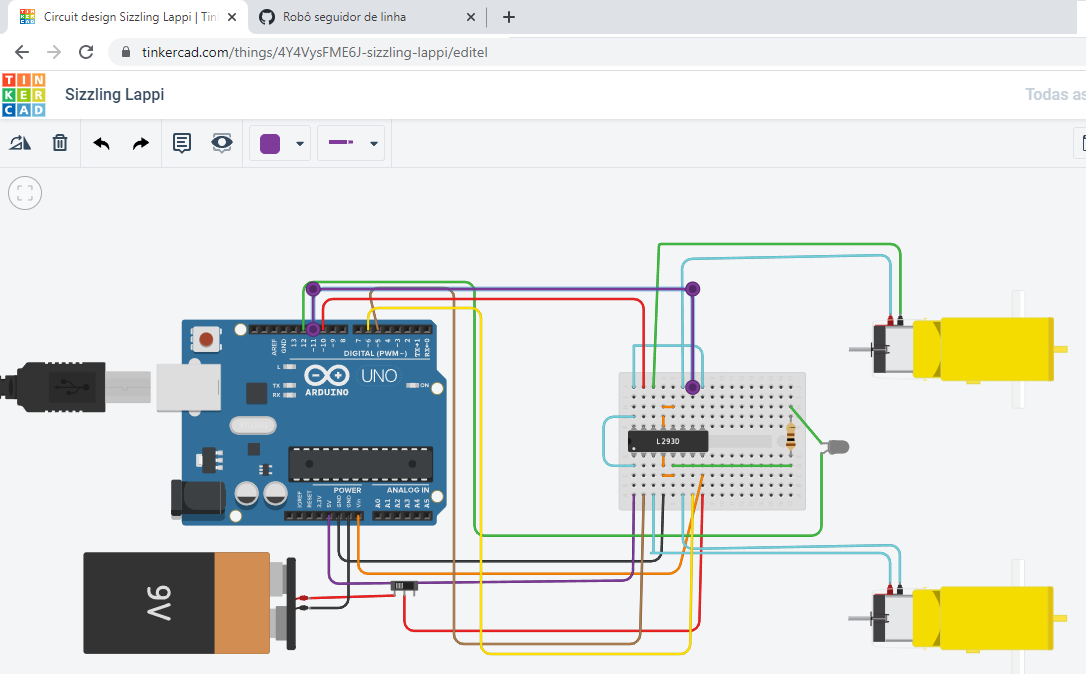 Circuit design Sizzling Lappi | Tin
Robô seguidor de linha
tinkercad.com/things/4Y4VysFME6J-sizzling-lappi/editel
TIN
KER
CAD
Sizzling Lappi
Todas as
AREF
GND
13
12
~11
~10
~9
8
7
~6
~5
4
~3
2
TX→1
RX←0
DIGITAL (PWM~)
L
TX
RX
UNO
ARDUINO
ON
L293D
POWER
ANALOG IN
IOREF
RESET
3.3V
5V
GND
GND
Vin
A0
A1
A2
A3
A4
A5
9V